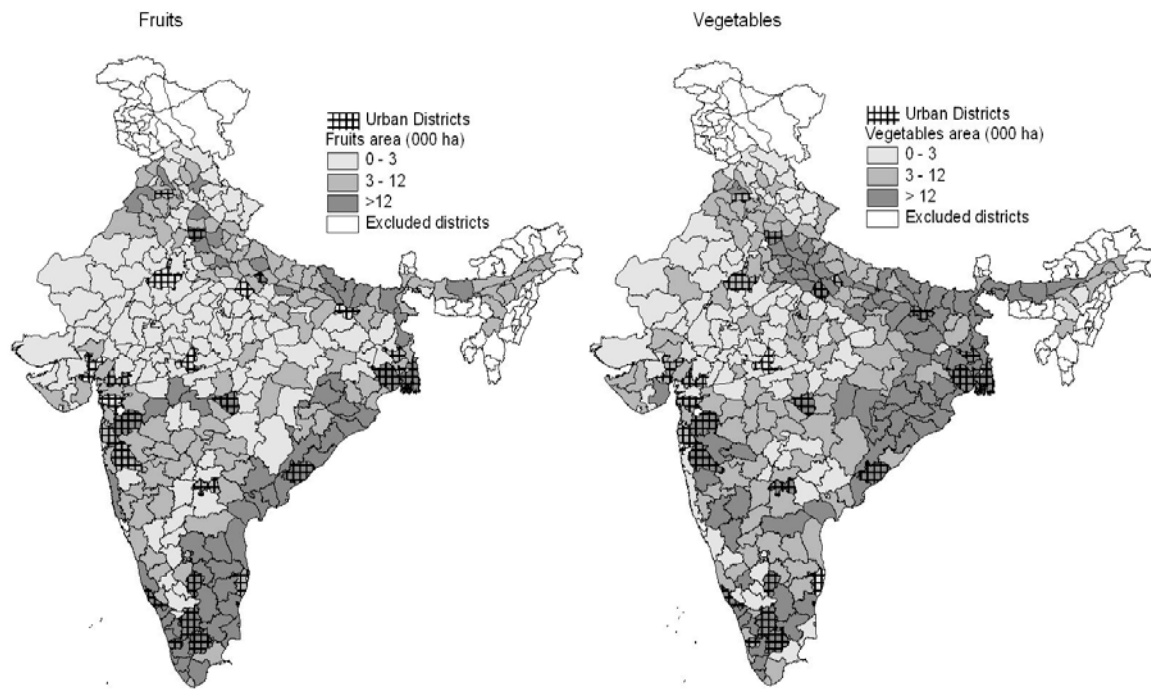 Fruits
Urban Districts
Fruits area (000 ha)
0 - 3
3 - 12
>12
Excluded districts
Vegetables
Urban Districts
Vegetables area (000 ha)
0 - 3
3 - 12
> 12
Excluded districts